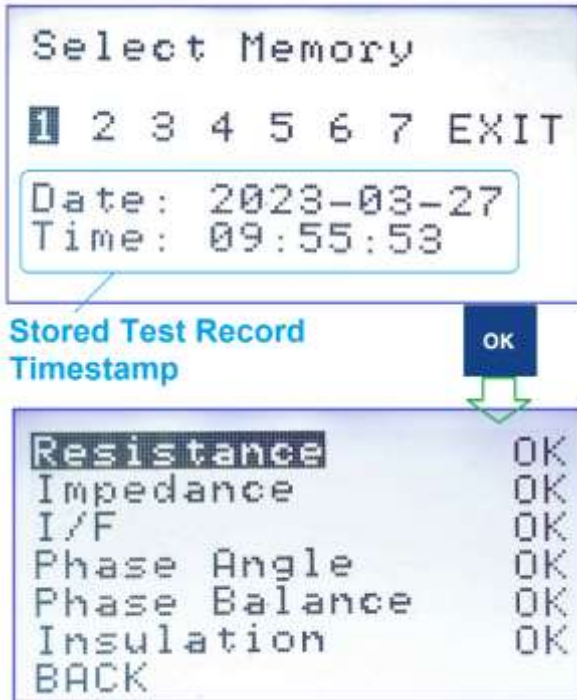 Select Memory
1 2 3 4 5 6 7 EXIT
Date: 2023-03-27
Time: 09:55:53
Stored Test Record
Timestamp
OK
Resistance OK
Impedance OK
I/F OK
Phase Angle OK
Phase Balance OK
Insulation OK
BACK